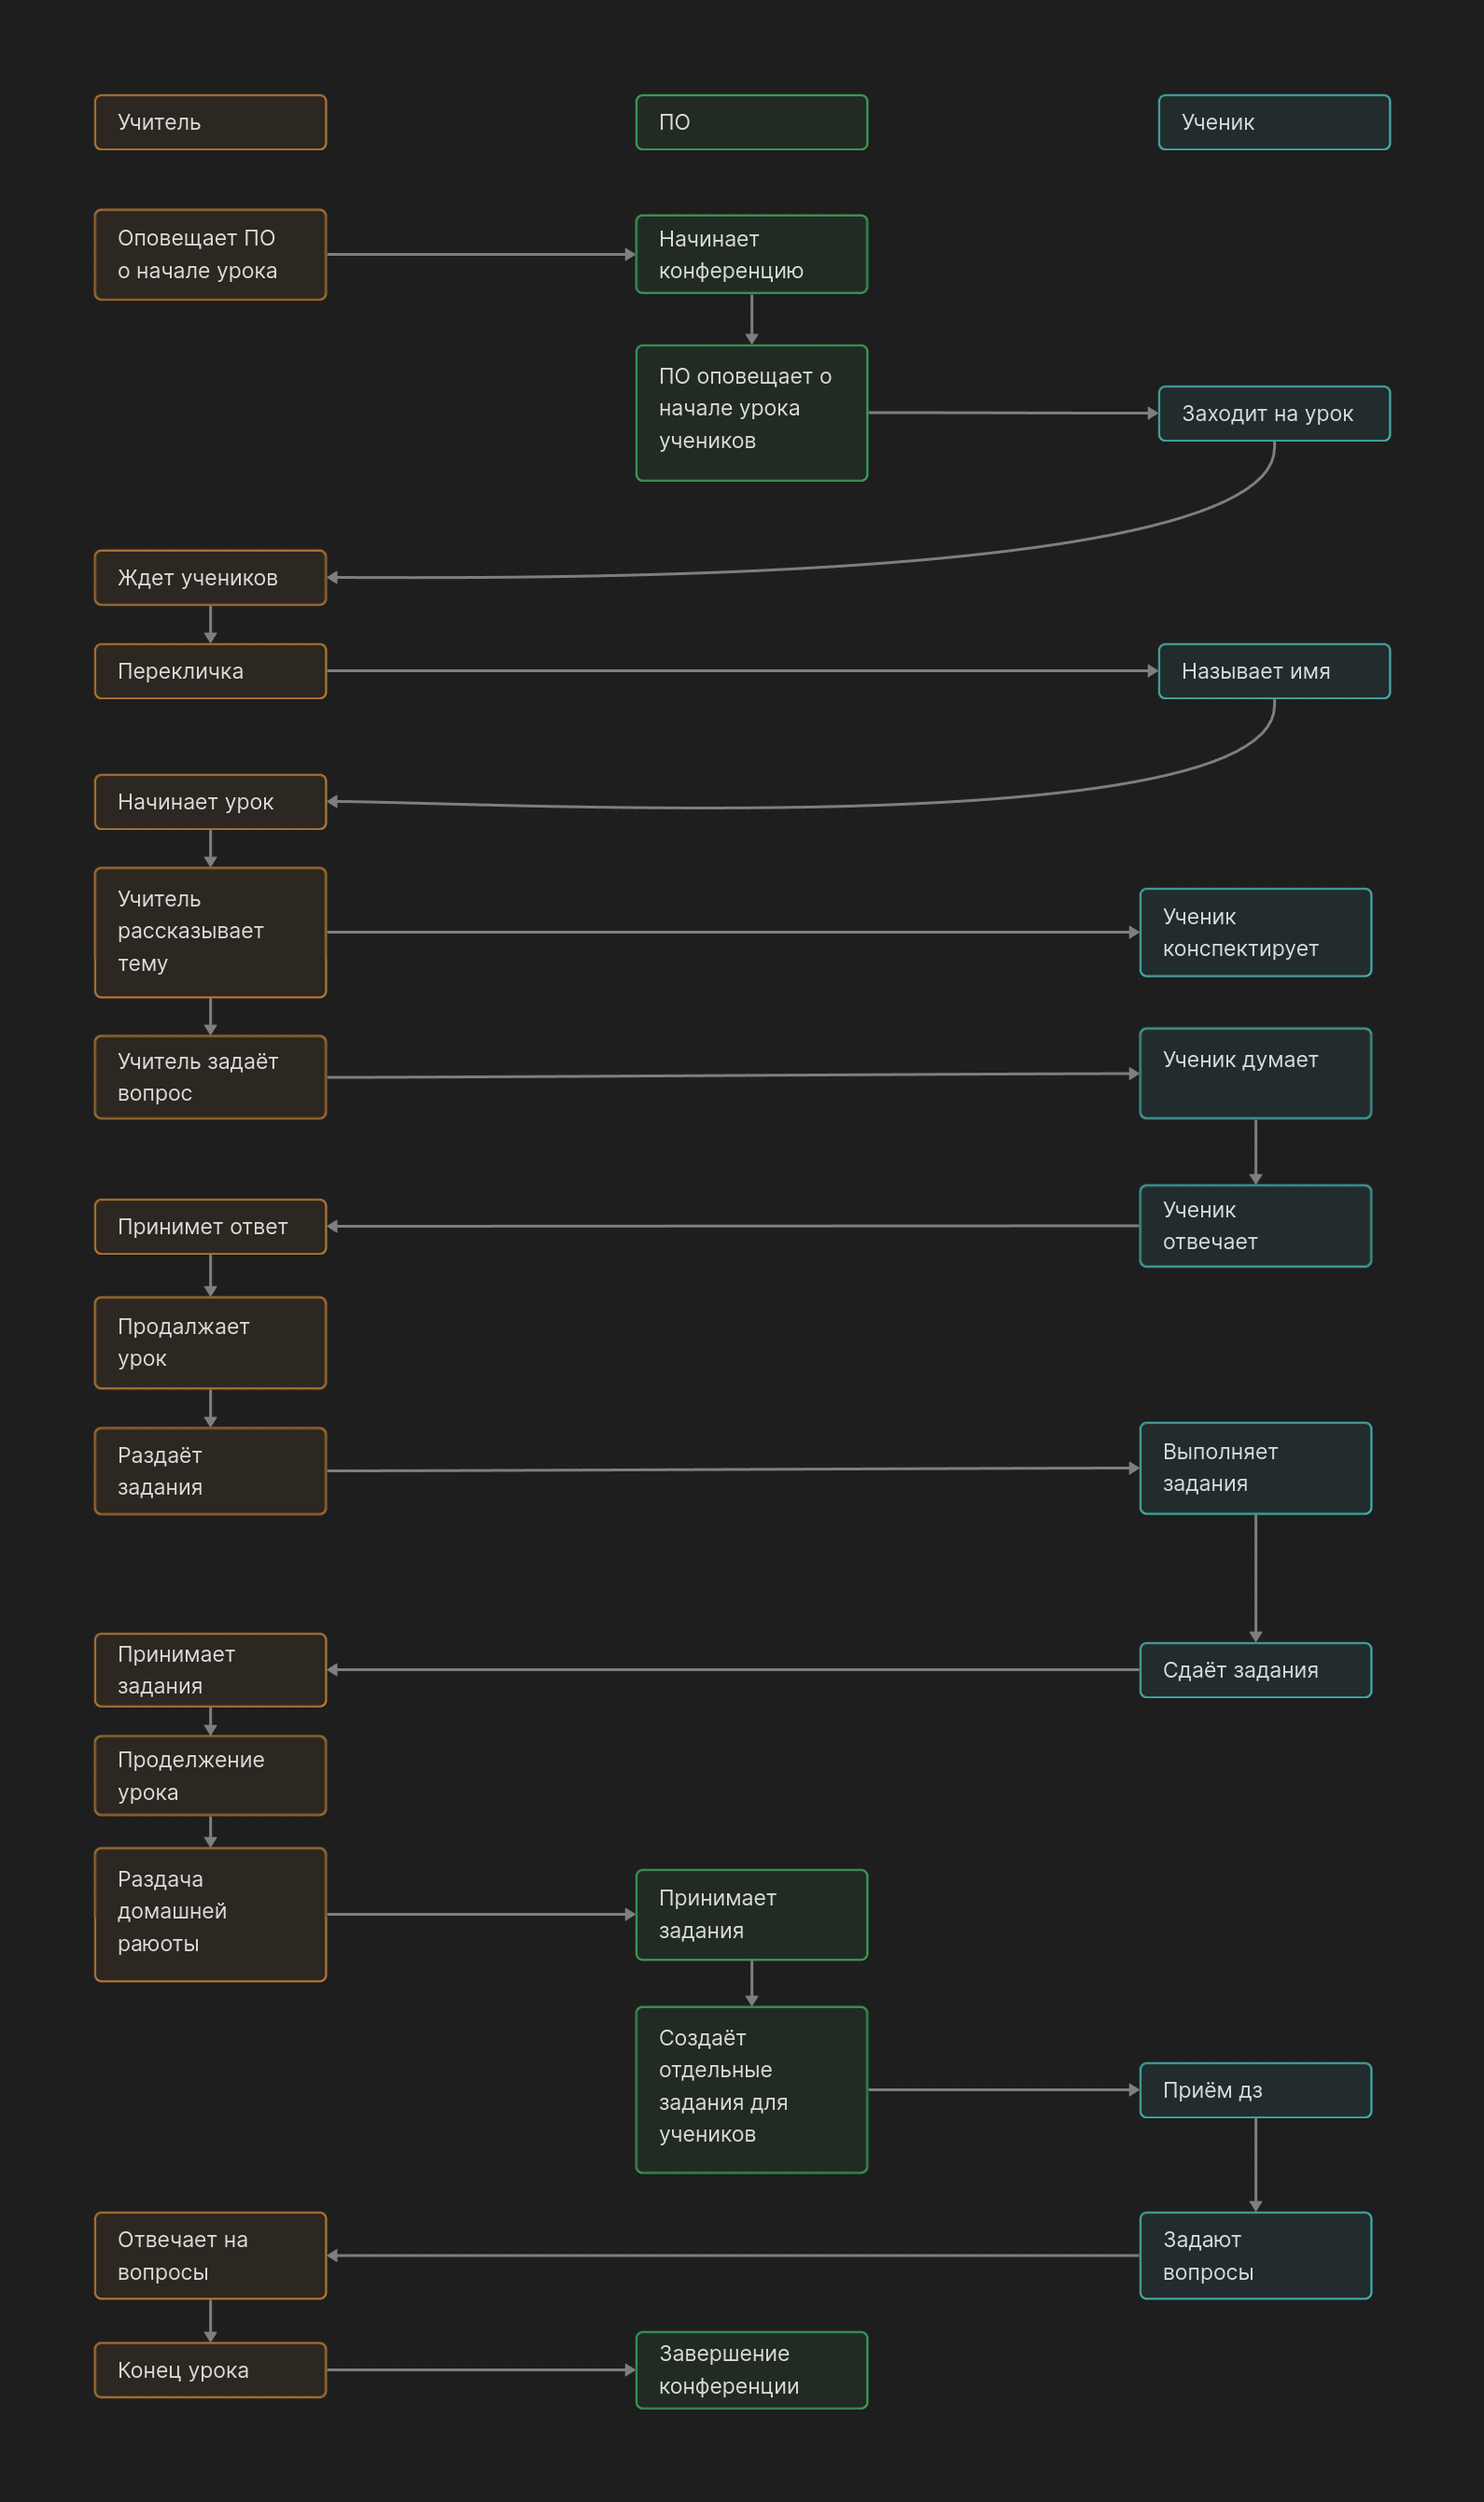 Учитель
ПО
Ученик
Оповещает ПО
о начале урока
Начинает
конференцию
ПО оповещает о
начале урока
учеников
Заходит на урок
Ждет учеников
Перекличка
Называет имя
Начинает урок
Учитель
рассказывает
тему
Ученик
конспектирует
Учитель задаёт
вопрос
Ученик думает
Ученик
отвечает
Принимет ответ
Продалжает
урок
Раздаёт
задания
Выполняет
задания
Сдаёт задания
Принимает
задания
Проделжение
урока
Раздача
домашней
раюоты
Принимает
задания
Создаёт
отдельные
задания для
учеников
Приём дз
Задают
вопросы
Отвечает на
вопросы
Конец урока
Завершение
конференции